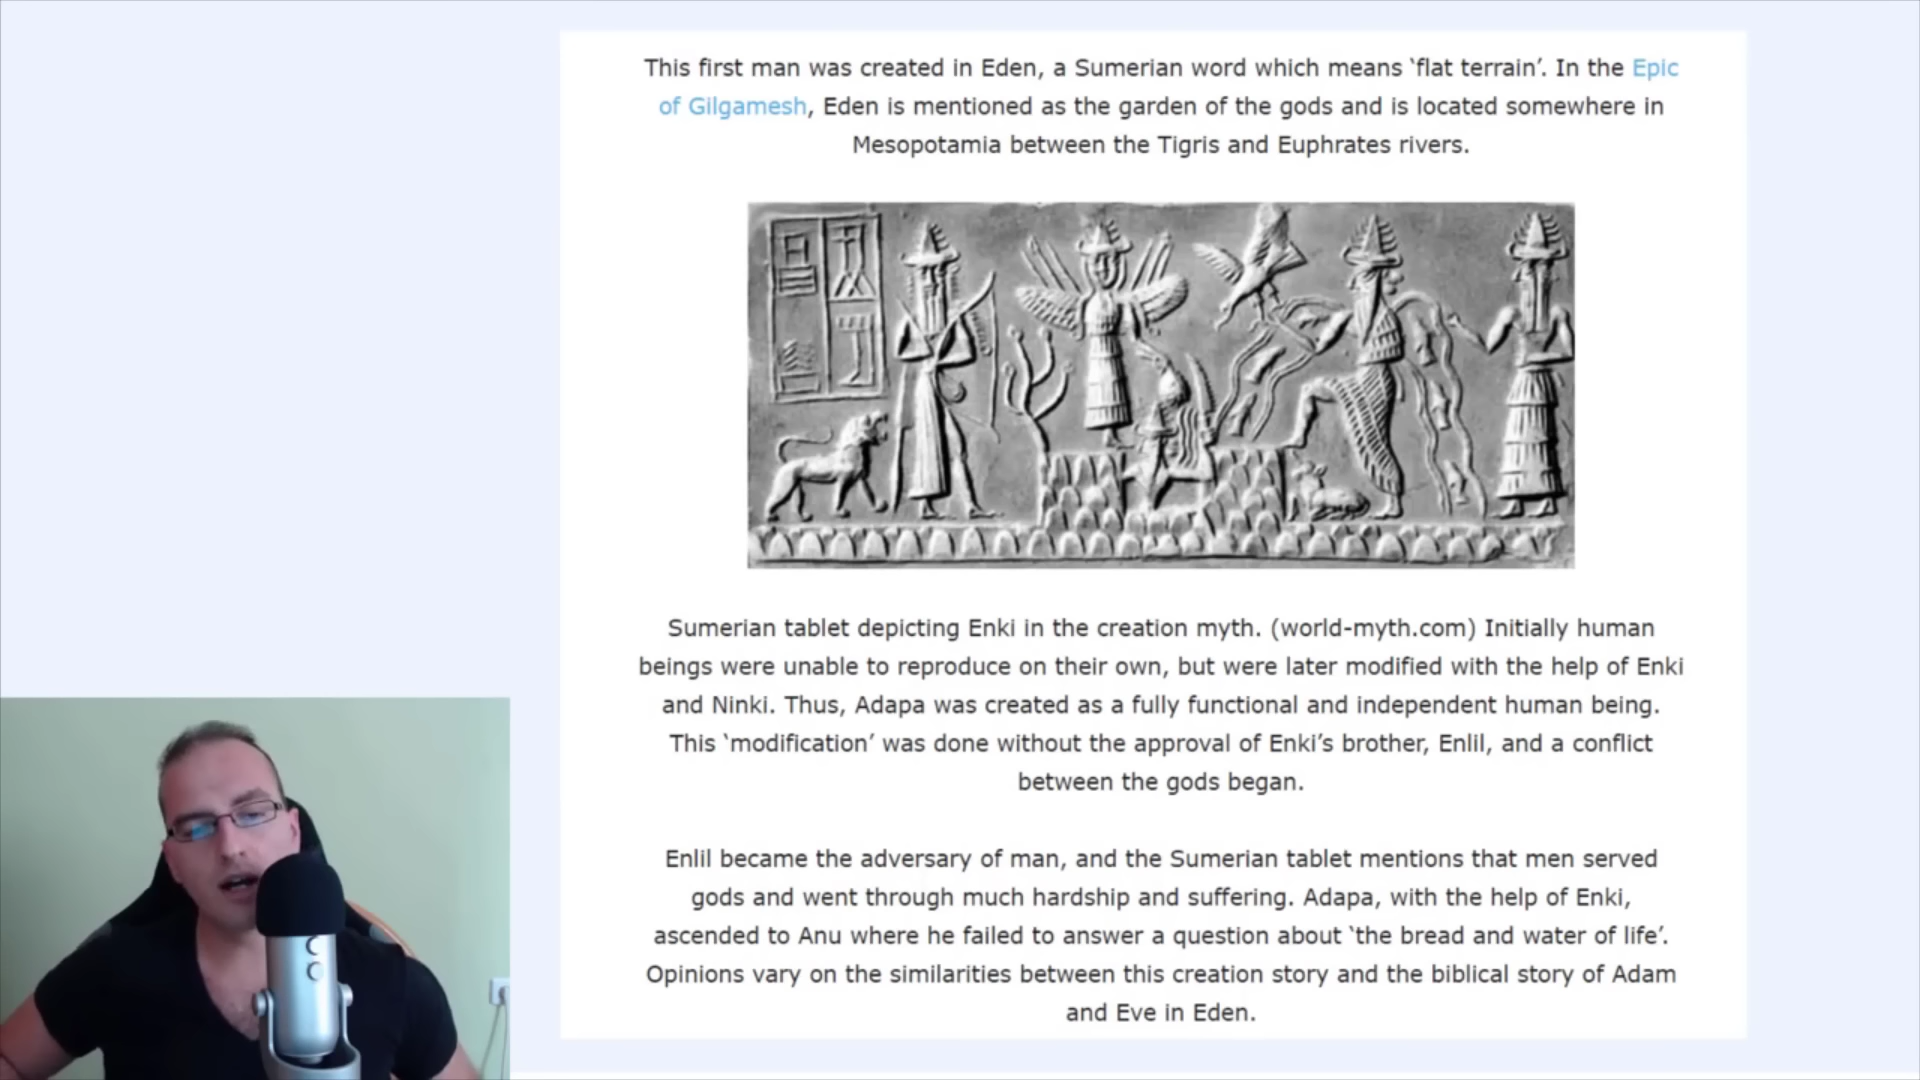 This first man was created in Eden, a Sumerian word which means ‘flat terrain’. In the Epic
of Gilgamesh, Eden is mentioned as the garden of the gods and is located somewhere in
Mesopotamia between the Tigris and Euphrates rivers.
Sumerian tablet depicting Enki in the creation myth. (world-myth.com) Initially human
beings were unable to reproduce on their own, but were later modified with the help of Enki
and Ninki. Thus, Adapa was created as a fully functional and independent human being.
This ‘modification’ was done without the approval of Enki’s brother, Enlil, and a conflict
between the gods began.
Enlil became the adversary of man, and the Sumerian tablet mentions that men served
gods and went through much hardship and suffering. Adapa, with the help of Enki,
ascended to Anu where he failed to answer a question about ‘the bread and water of life’.
Opinions vary on the similarities between this creation story and the biblical story of Adam
and Eve in Eden.